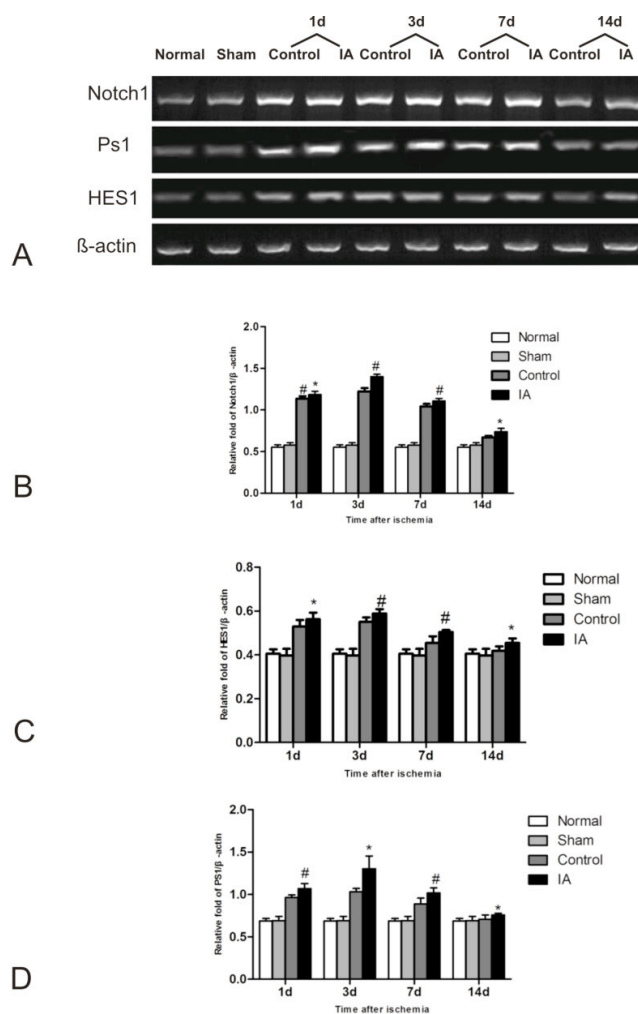 1d 3d 7d 14d
Normal Sham Control IA Control IA Control IA Control IA
Notch1
Ps1
HES1
ß-actin
A
Relative fold of Notch1/β -actin
2.0
1.5
1.0
0.5
0.0
# * # # *
Normal
Sham
Control
IA
1d 3d 7d 14d
Time after ischemia
B
Relative fold of HES1/β -actin
0.8
0.6
0.4
0.2
0.0
* # # *
Normal
Sham
Control
IA
1d 3d 7d 14d
Time after ischemia
C
Relative fold of PS1/β -actin
2.0
1.5
1.0
0.5
0.0
# * # *
Normal
Sham
Control
IA
1d 3d 7d 14d
Time after ischemia
D